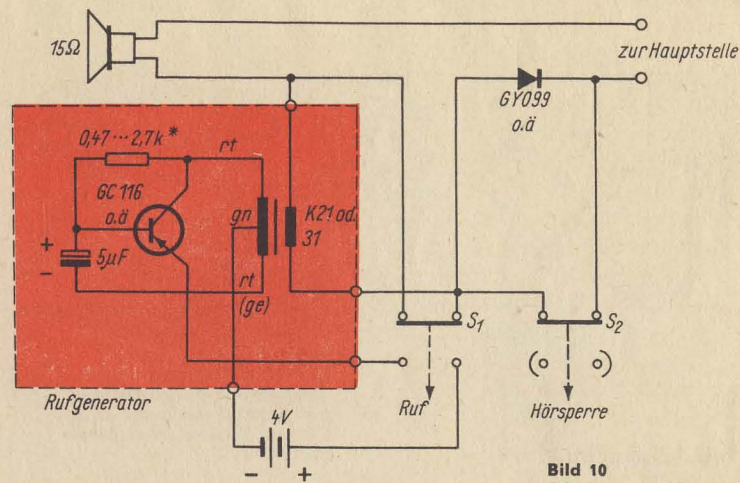 15Ω
zur Hauptstelle
GY099
o.ä
0,47···2,7k*
rt
GC 116
o.ä
gn
K21 od.
31
+
-
5µF
rt
(ge)
S1
S2
Rufgenerator
Ruf
Hörsperre
4V
- +
Bild 10